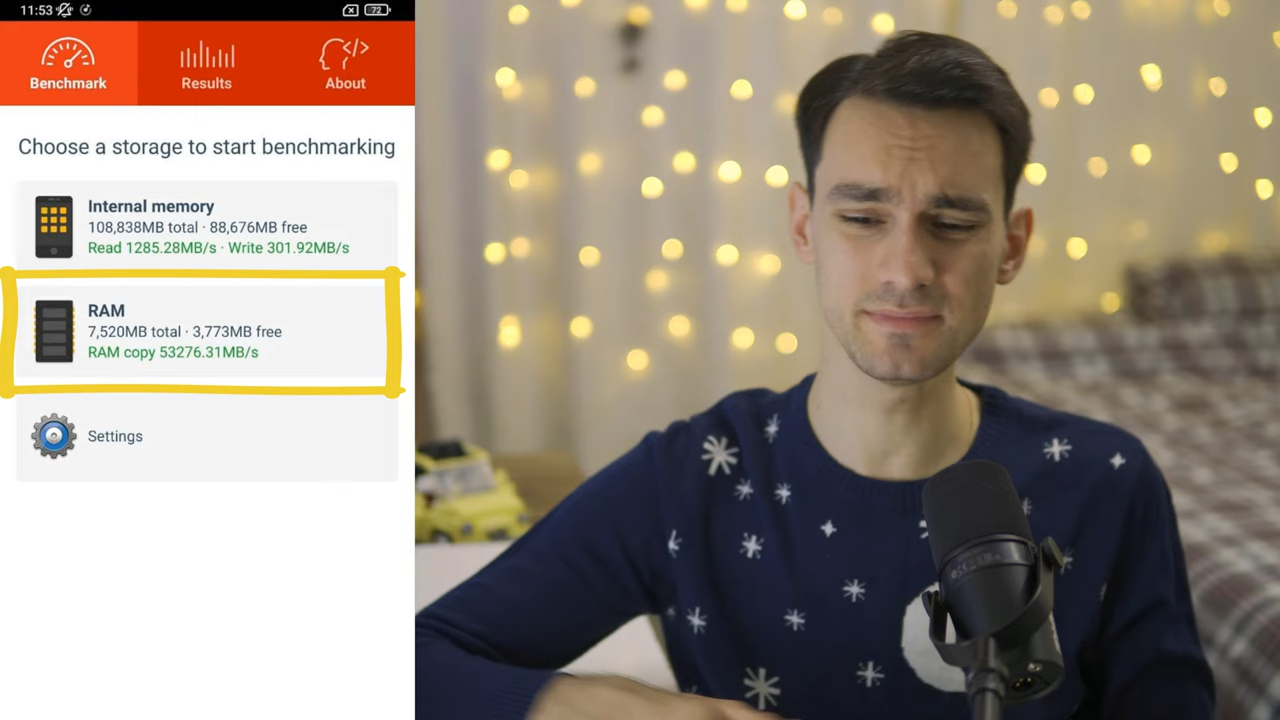 11:53
72
Benchmark
Results
About
Choose a storage to start benchmarking
Internal memory
108,838MB total · 88,676MB free
Read 1285.28MB/s · Write 301.92MB/s
RAM
7,520MB total · 3,773MB free
RAM copy 53276.31MB/s
Settings